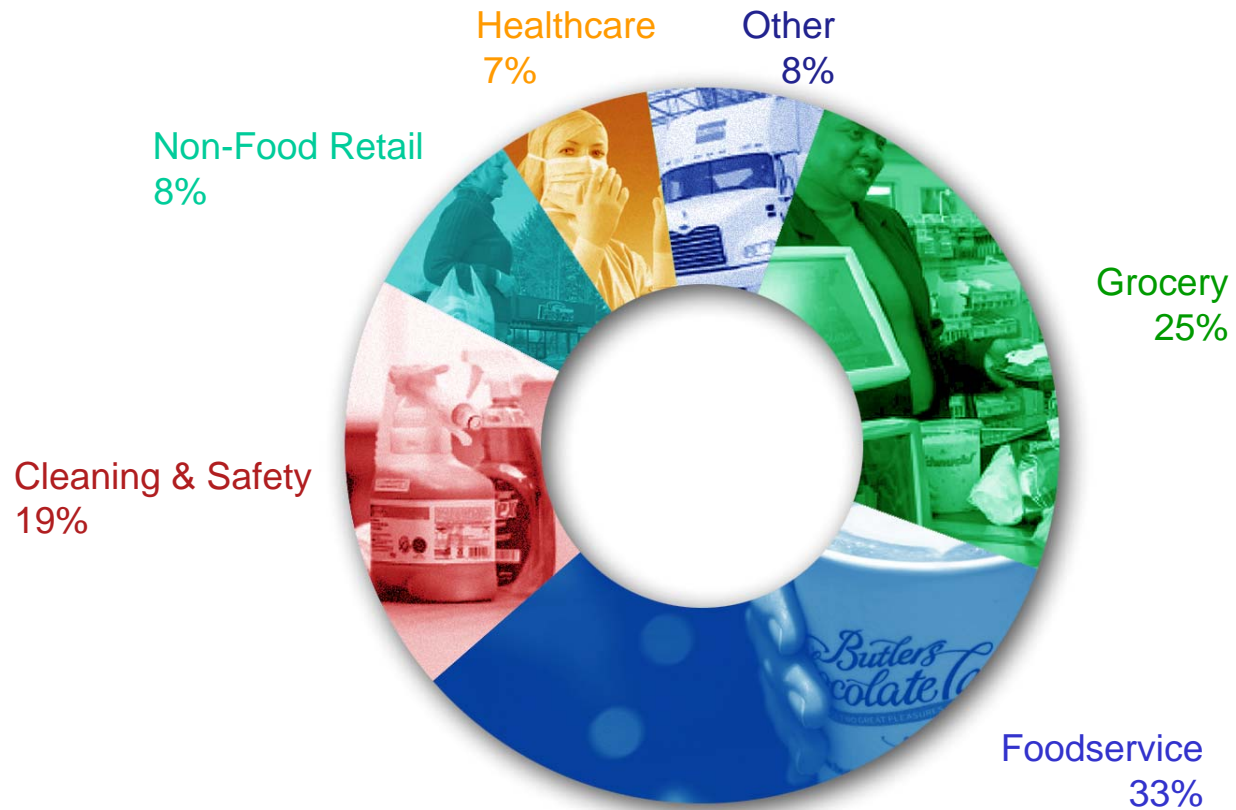 Healthcare
7%
Other
8%
Non-Food Retail
8%
Grocery
25%
Cleaning & Safety
19%
Butlers
Foodservice
33%